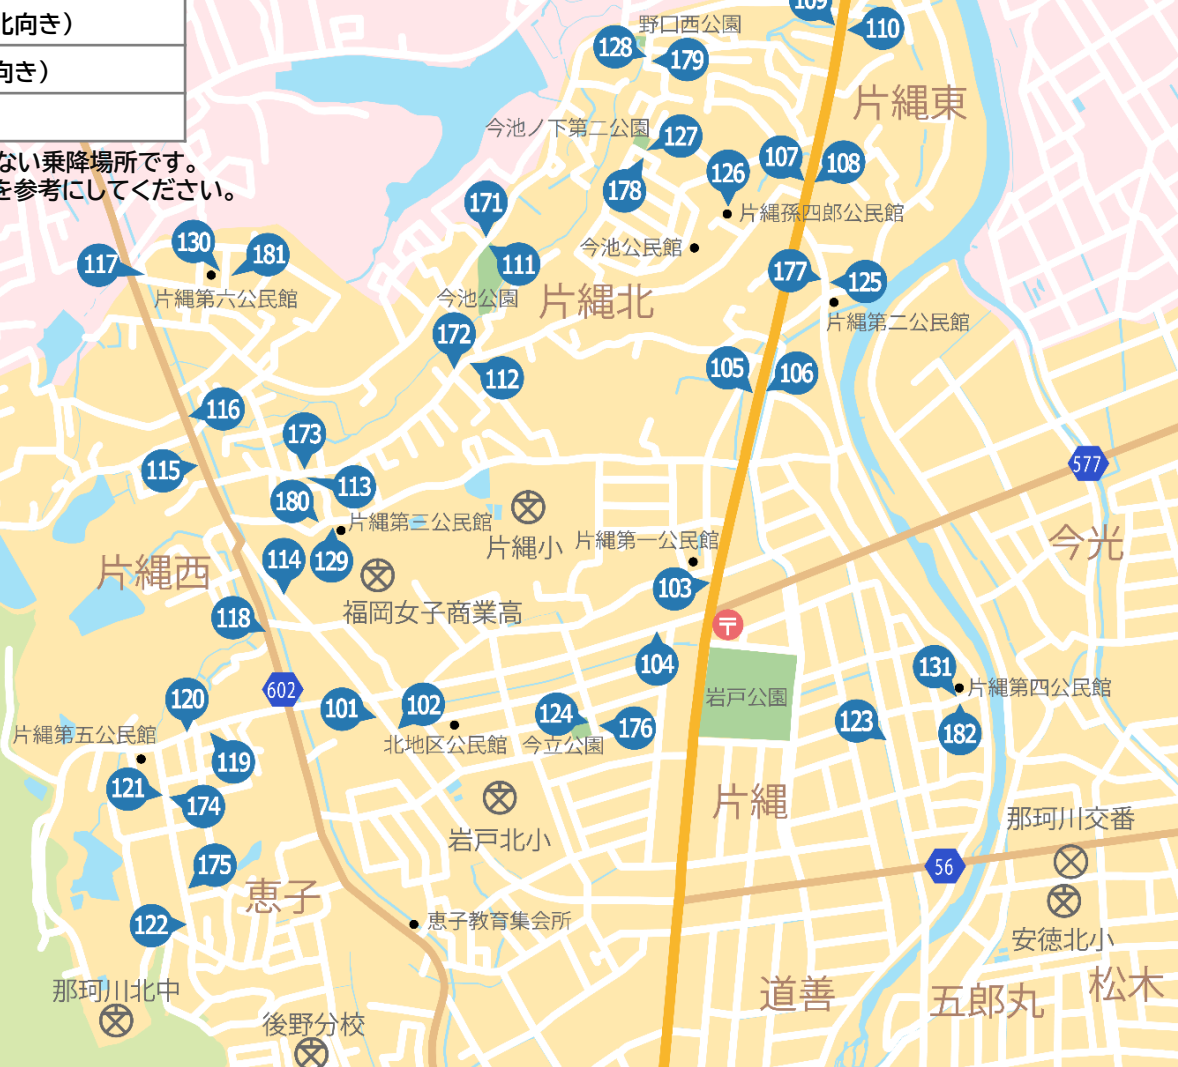 北向き）
向き）
ない乗降場所です。
を参考にしてください。
109
110
野口西公園
128
179
片縄東
今池ノ下第二公園
127
107
108
126
178
171
片縄孫四郎公民館
130
181
117
今池公民館
111
177
125
片縄第六公民館
今池公園
片縄北
片縄第二公民館
172
112
105
106
116
173
115
577
113
180
片縄第三公民館
片縄小
片縄第一公民館
今光
114
129
片縄西
福岡女子商業高
103
118
〒
104
131
片縄第四公民館
602
120
101
102
岩戸公園
124
176
123
182
片縄第五公民館
北地区公民館
今立公園
119
121
174
片縄
岩戸北小
那珂川交番
175
56
恵子
122
恵子教育集会所
安徳北小
那珂川北中
道善
五郎丸
松木
後野分校